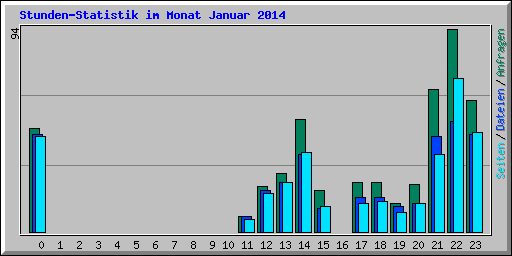 Stunden-Statistik im Monat Januar 2014
94
Seiten/Dateien/Anfragen
0 1 2 3 4 5 6 7 8 9 10 11 12 13 14 15 16 17 18 19 20 21 22 23